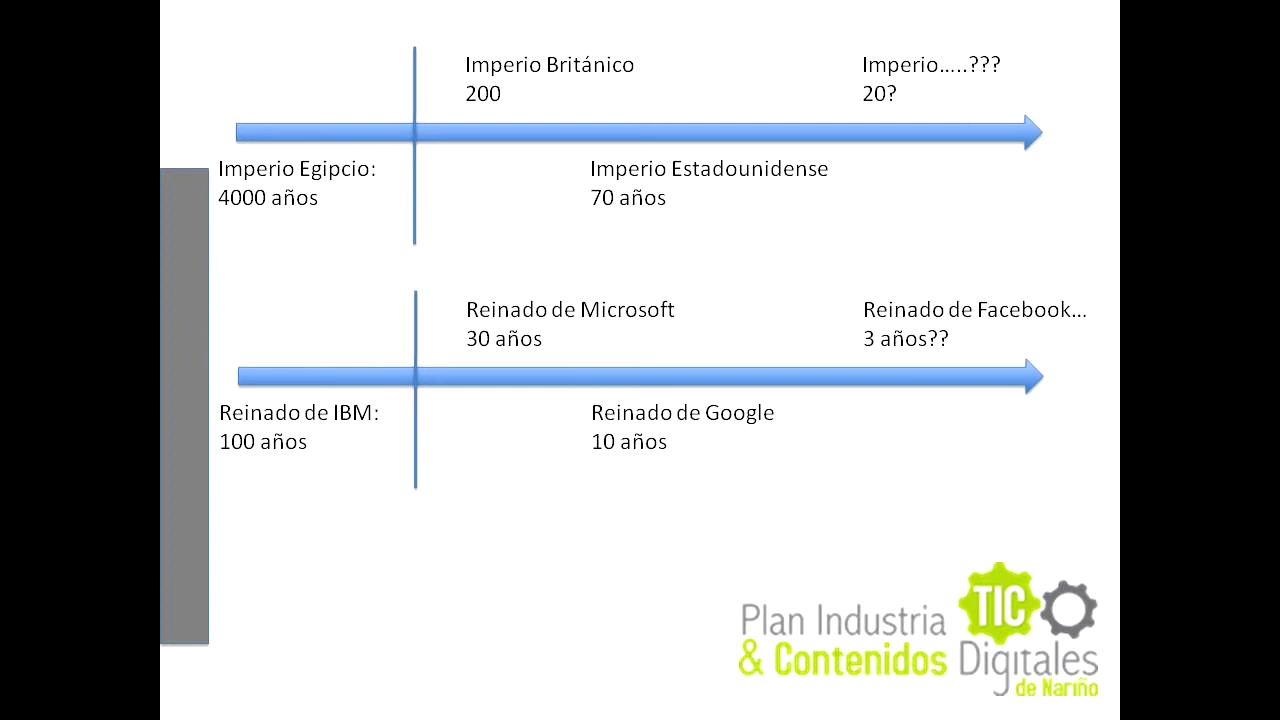 Imperio Británico
200
Imperio.....???
20?
Imperio Egipcio:
4000 años
Imperio Estadounidense
70 años
Reinado de Microsoft
30 años
Reinado de Facebook...
3 años??
Reinado de IBM:
100 años
Reinado de Google
10 años
TIC
Plan Industria
& Contenidos Digitales
de Nariño